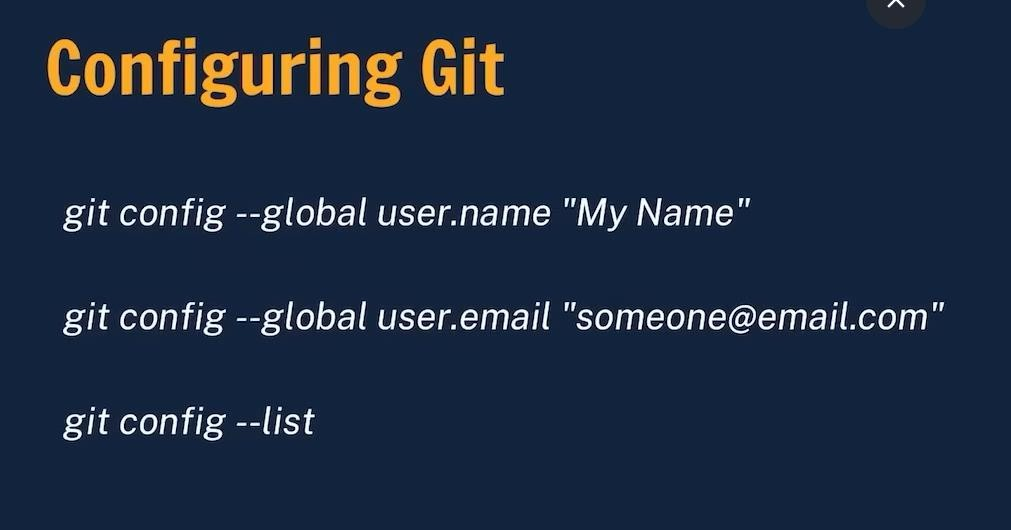 Configuring Git
git config --global user.name "My Name"
git config --global user.email "someone@email.com"
git config --list